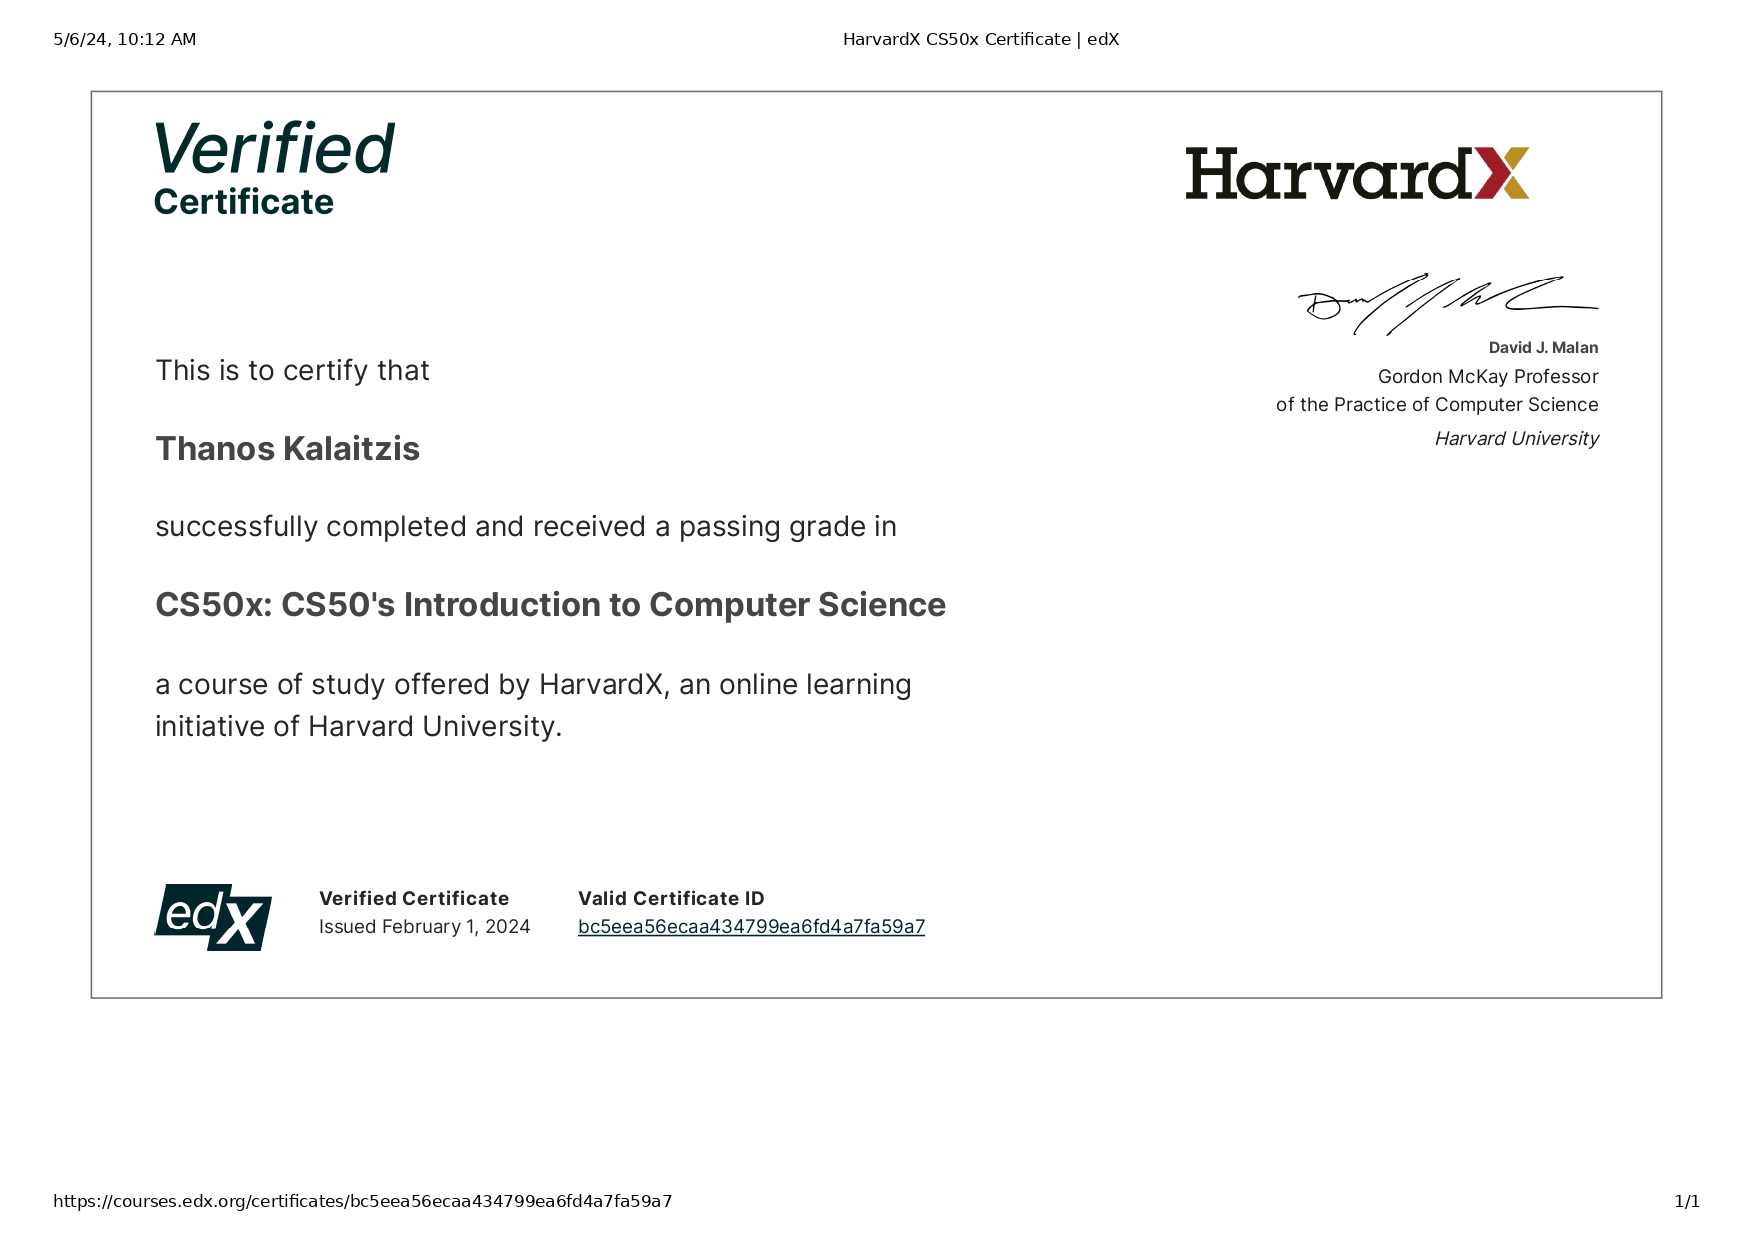 5/6/24, 10:12 AM
HarvardX CS50x Certificate | edX
Verified
Certificate
HarvardX
David J. Malan
Gordon McKay Professor
of the Practice of Computer Science
Harvard University
This is to certify that
Thanos Kalaitzis
successfully completed and received a passing grade in
CS50x: CS50's Introduction to Computer Science
a course of study offered by HarvardX, an online learning
initiative of Harvard University.
edX
Verified Certificate
Issued February 1, 2024
Valid Certificate ID
bc5eea56ecaa434799ea6fd4a7fa59a7
https://courses.edx.org/certificates/bc5eea56ecaa434799ea6fd4a7fa59a7
1/1